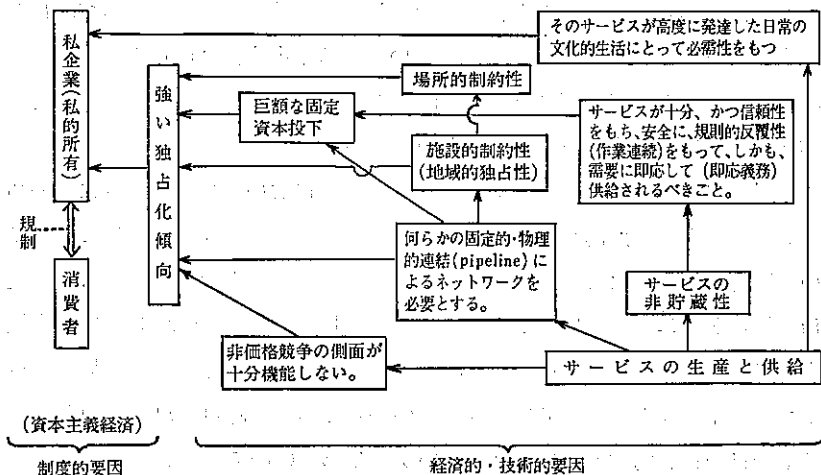 私企業(私的所有)
規制
消費者
強い独占化傾向
そのサービスが高度に発達した日常の
文化的生活にとって必需性をもつ
場所的制約性
巨額な固定
資本投下
施設的制約性
(地域的独占性)
サービスが十分、かつ信頼性
をもち、安全に、規則的反覆性
(作業連続)をもって、しかも、
需要に即応して(即応義務)
供給されるべきこと。
何らかの固定的・物理
的連結(pipeline)に
よるネットワークを
必要とする。
サービスの
非貯蔵性
非価格競争の側面が
十分機能しない。
サービスの生産と供給
(資本主義経済)
制度的要因
経済的・技術的要因